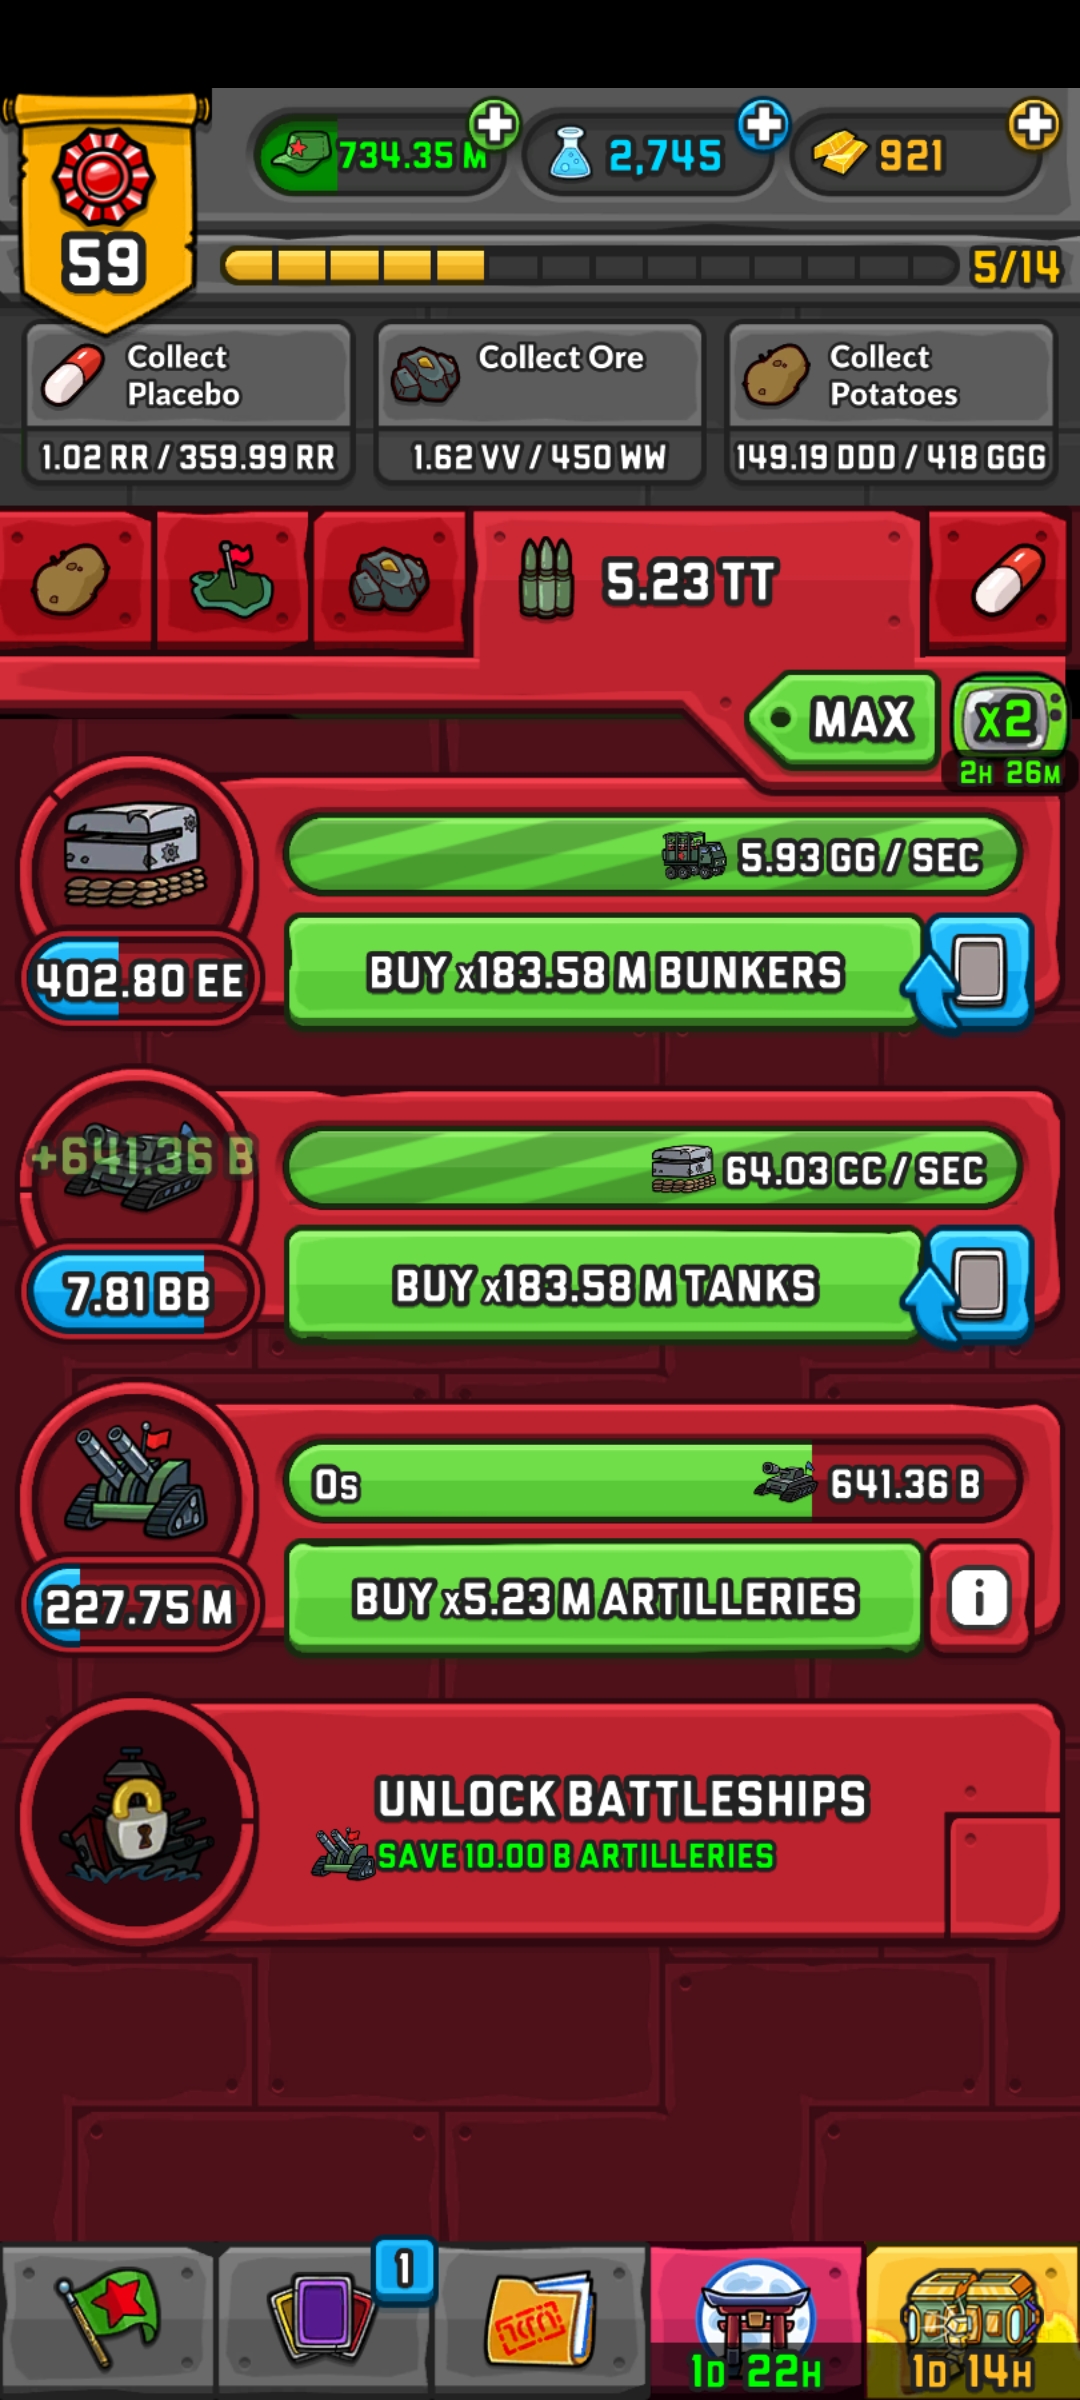 734.35 M
2,745
921
59
5/14
Collect
Placebo
1.02 RR / 359.99 RR
Collect Ore
1.62 VV / 450 WW
Collect
Potatoes
149.19 DDD / 418 GGG
5.23 TT
MAX
x2
2H 26M
5.93 GG / SEC
402.80 EE
BUY x183.58 M BUNKERS
+641.36 B
64.03 CC / SEC
7.81 BB
BUY x183.58 M TANKS
0s
641.36 B
227.75 M
BUY x5.23 M ARTILLERIES
i
UNLOCK BATTLESHIPS
SAVE 10.00 B ARTILLERIES
1
1D 22H
1D 14H